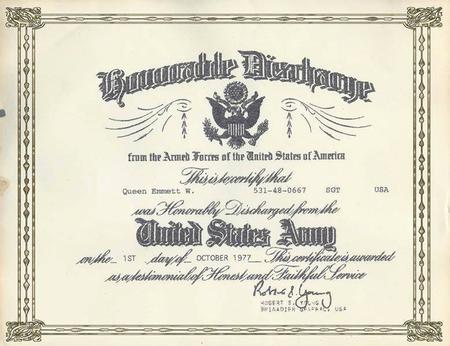 Honorable Discharge
from the Armed Forces of the United States of America
This is to certify that
Queen Emmett W. 531-48-0667 SGT USA
was Honorably Discharged from the
United States Army
on the 1ST day of OCTOBER 1977 This certificate is awarded
as a testimonial of Honest and Faithful Service
Robert S. Young
ROBERT S. YOUNG
BRIGADIER GENERAL, USA